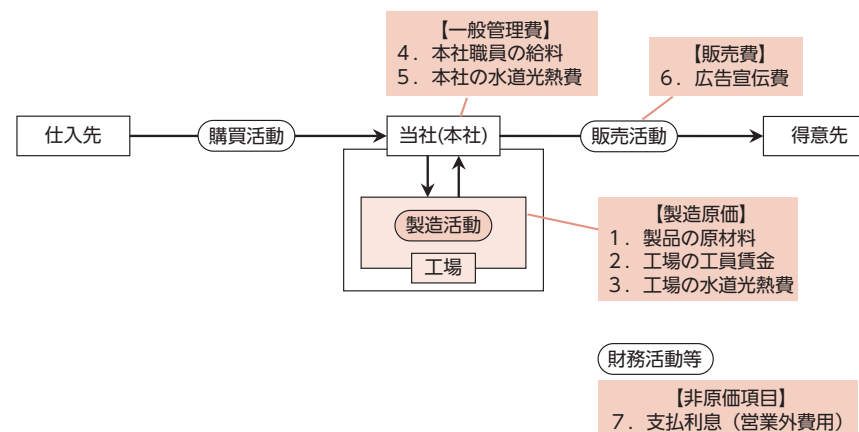 【一般管理費】
4．本社職員の給料
5．本社の水道光熱費
【販売費】
6．広告宣伝費
仕入先
購買活動
当社(本社)
販売活動
得意先
製造活動
工場
【製造原価】
1．製品の原材料
2．工場の工員賃金
3．工場の水道光熱費
財務活動等
【非原価項目】
7．支払利息（営業外費用）